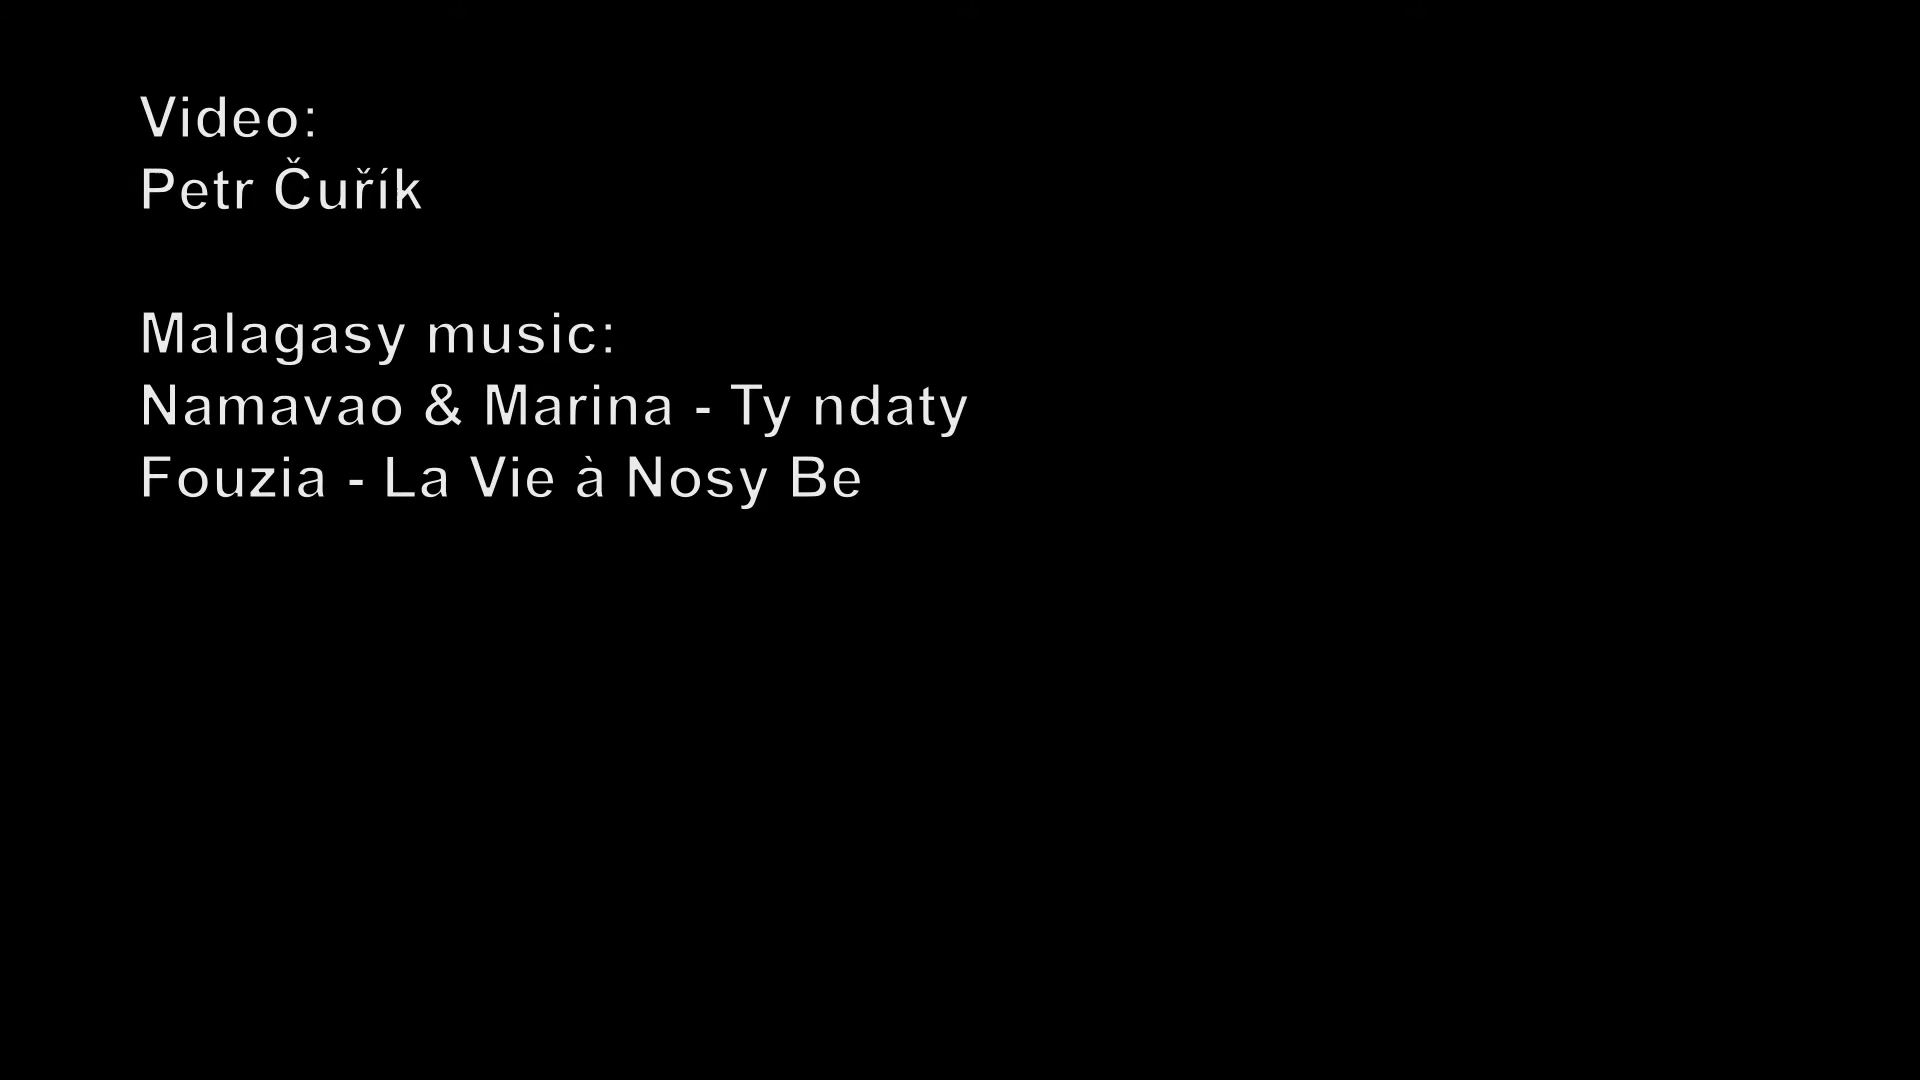 Video:
Petr Čuřík
Malagasy music:
Namavao & Marina - Ty ndaty
Fouzia - La Vie à Nosy Be